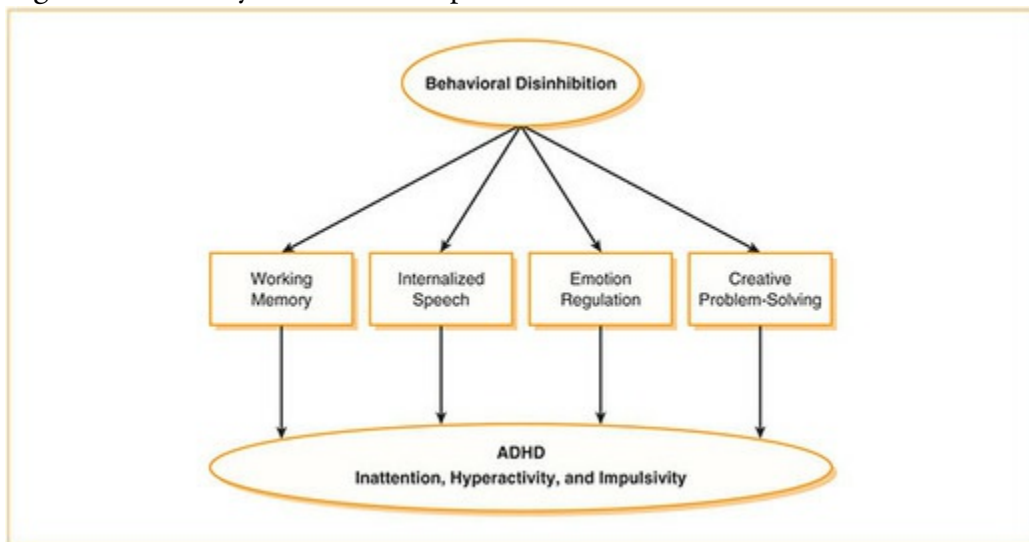 Behavioral Disinhibition
Working
Memory
Internalized
Speech
Emotion
Regulation
Creative
Problem-Solving
ADHD
Inattention, Hyperactivity, and Impulsivity